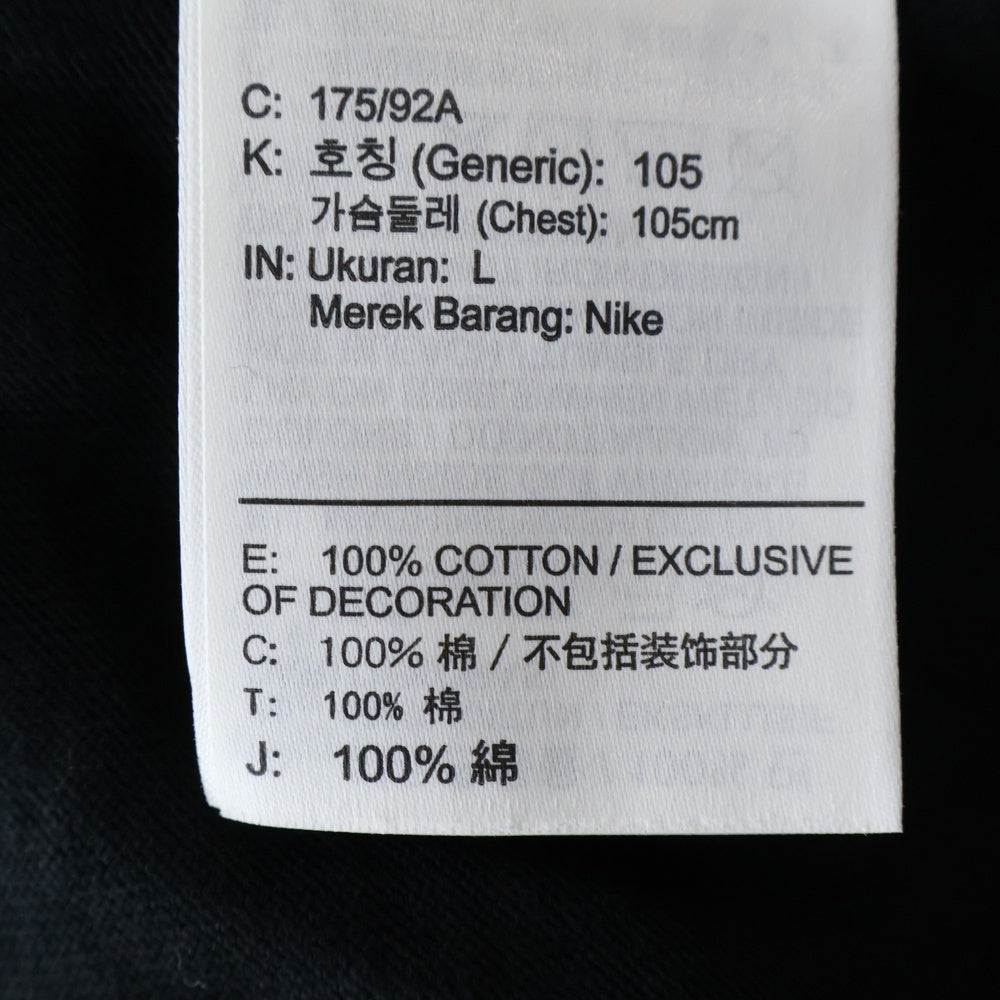 C: 175/92A
K: 호칭 (Generic): 105
가슴둘레 (Chest): 105cm
IN: Ukuran: L
Merek Barang: Nike
E: 100% COTTON / EXCLUSIVE
OF DECORATION
C: 100% 棉 / 不包括装饰部分
T: 100% 棉
J: 100% 綿